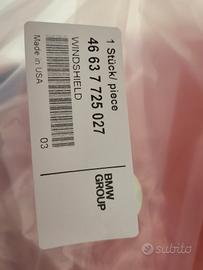 1 Stück/ piece
46 63 7 725 027
WINDSHIELD
Made in USA
03
BMW
GROUP
subito